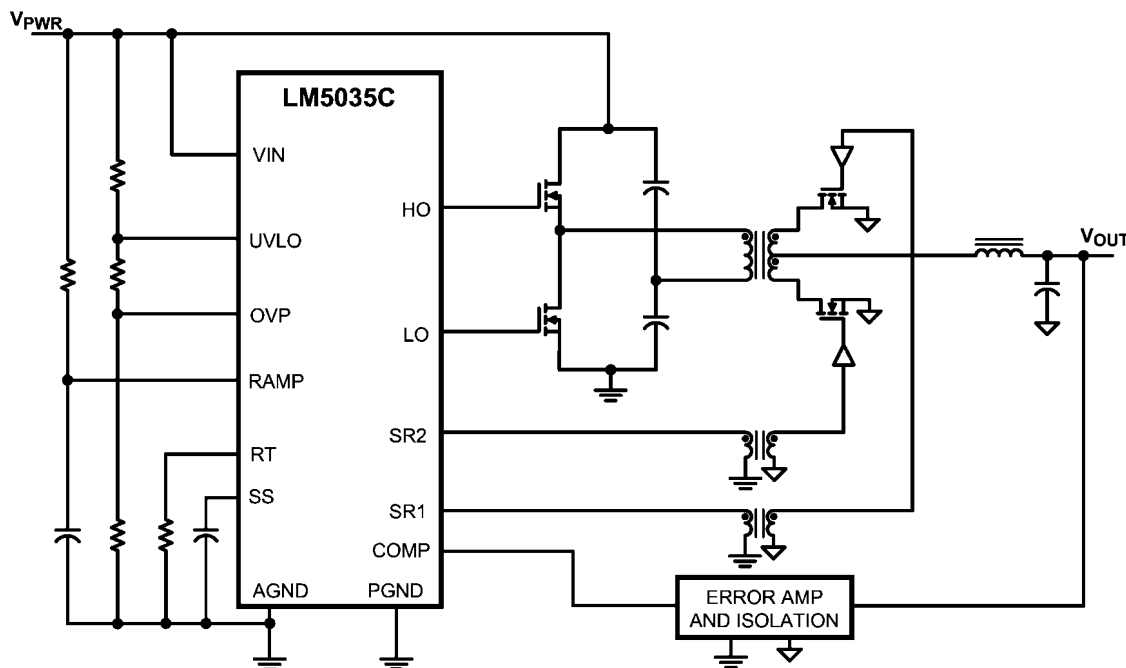 VPWR
LM5035C
VIN
HO
UVLO
VOUT
OVP
LO
RAMP
SR2
RT
SS
SR1
COMP
AGND
PGND
ERROR AMP
AND ISOLATION